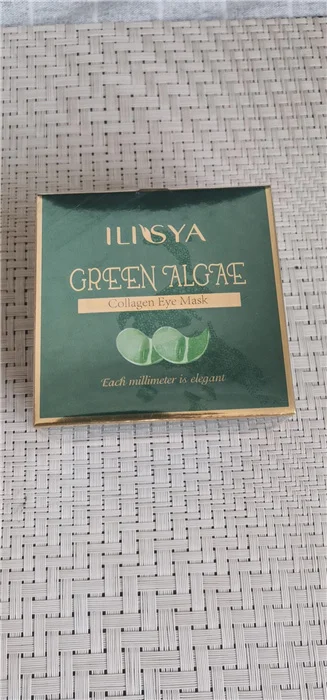 ILISYA
GREEN ALGAE
Collagen Eye Mask
Each millimeter is elegant